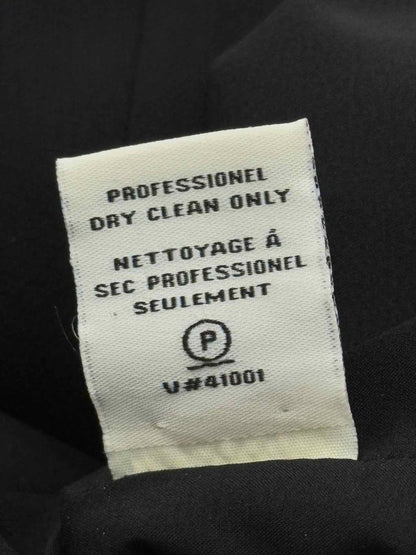 PROFESSIONEL
DRY CLEAN ONLY
NETTOYAGE Á
SEC PROFESSIONEL
SEULEMENT
P
V#41001